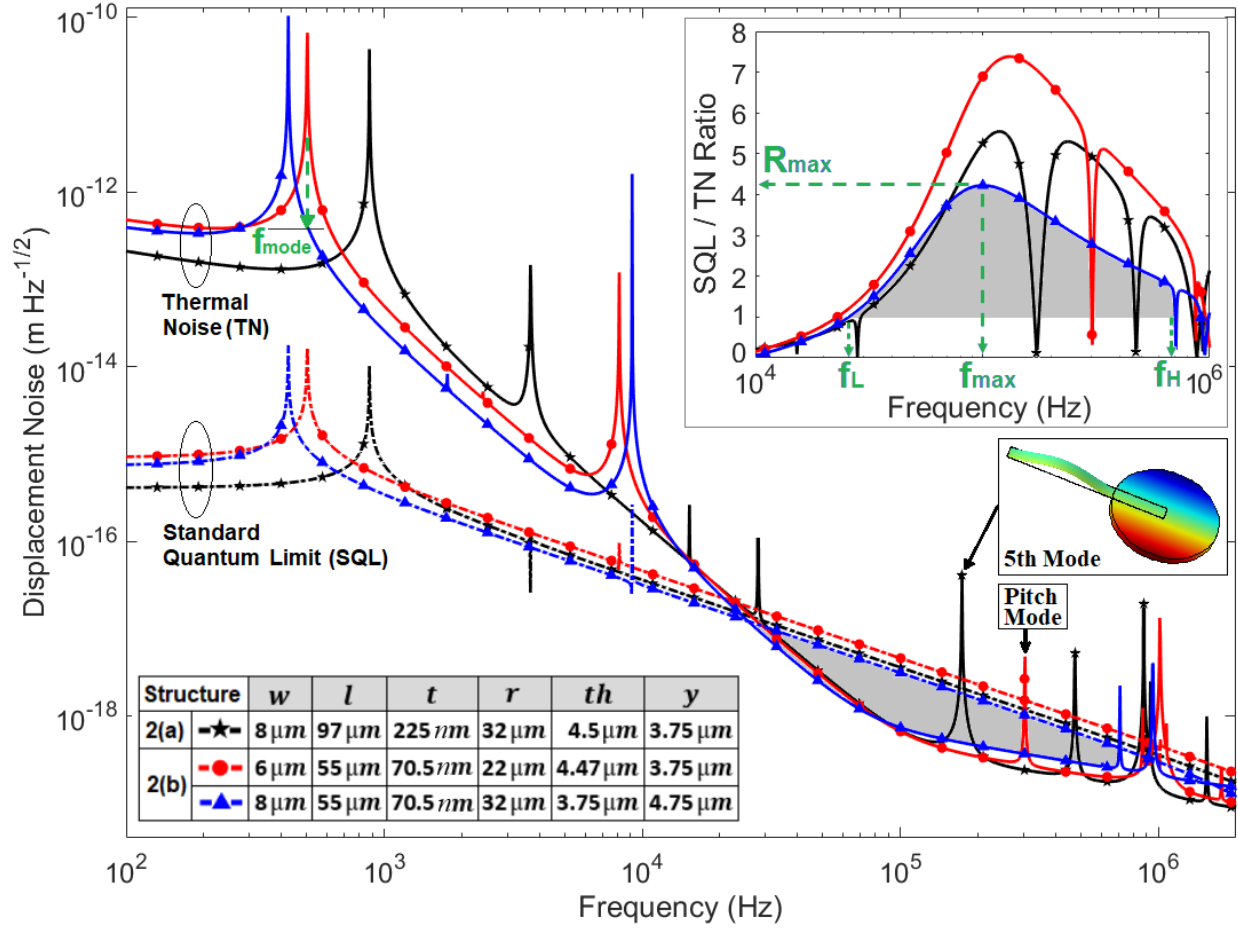 10^-10
10^-12
10^-14
10^-16
10^-18
Displacement Noise (m Hz^-1/2)
10^2
10^3
10^4
10^5
10^6
Frequency (Hz)
f_mode
Thermal
Noise (TN)
Standard
Quantum Limit (SQL)
8
7
6
5
4
3
2
1
0
SQL / TN Ratio
R_max
f_L
f_max
f_H
10^4
10^6
Frequency (Hz)
5th Mode
Pitch
Mode
Structure w l t r th y
2(a) 8 μm 97 μm 225 nm 32 μm 4.5 μm 3.75 μm
2(b) 6 μm 55 μm 70.5 nm 22 μm 4.47 μm 3.75 μm
8 μm 55 μm 70.5 nm 32 μm 3.75 μm 4.75 μm